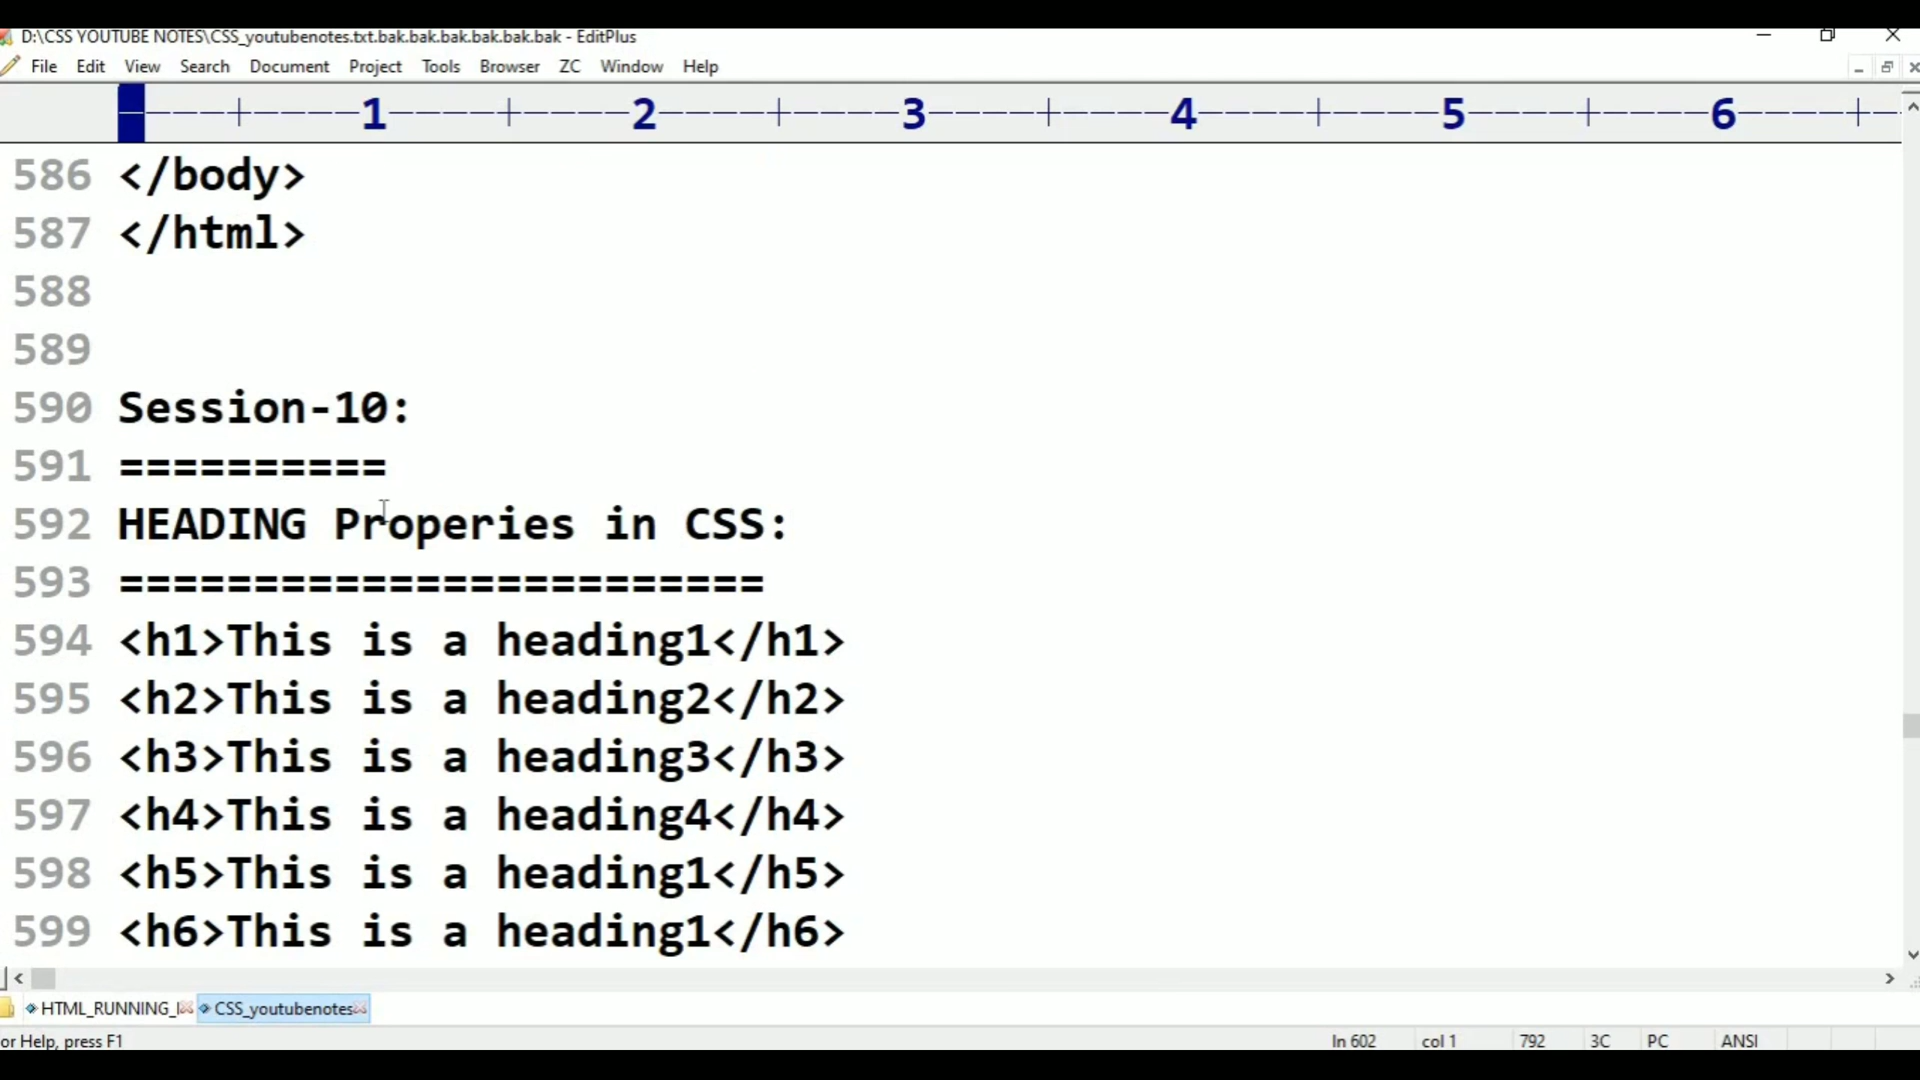 D:\CSS YOUTUBE NOTES\CSS_youtubenotes.txt.bak.bak.bak.bak.bak.bak - EditPlus
File Edit View Search Document Project Tools Browser ZC Window Help
1 2 3 4 5 6
586 </body>
587 </html>
588
589
590 Session-10:
591 ==========
592 HEADING Properies in CSS:
593 ========================
594 <h1>This is a heading1</h1>
595 <h2>This is a heading2</h2>
596 <h3>This is a heading3</h3>
597 <h4>This is a heading4</h4>
598 <h5>This is a heading1</h5>
599 <h6>This is a heading1</h6>
HTML_RUNNING_ CSS_youtubenotes
or Help, press F1 ln 602 col 1 792 3C PC ANSI